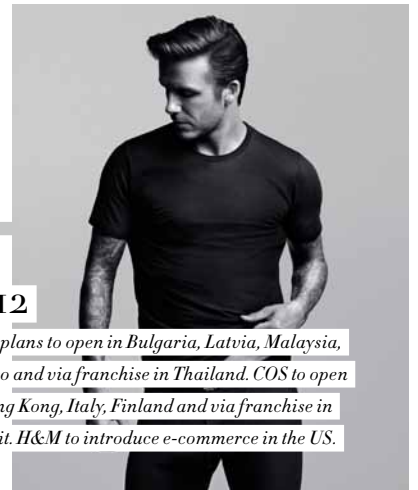 12
plans to open in Bulgaria, Latvia, Malaysia,
o and via franchise in Thailand. COS to open
ng Kong, Italy, Finland and via franchise in
it. H&M to introduce e-commerce in the US.